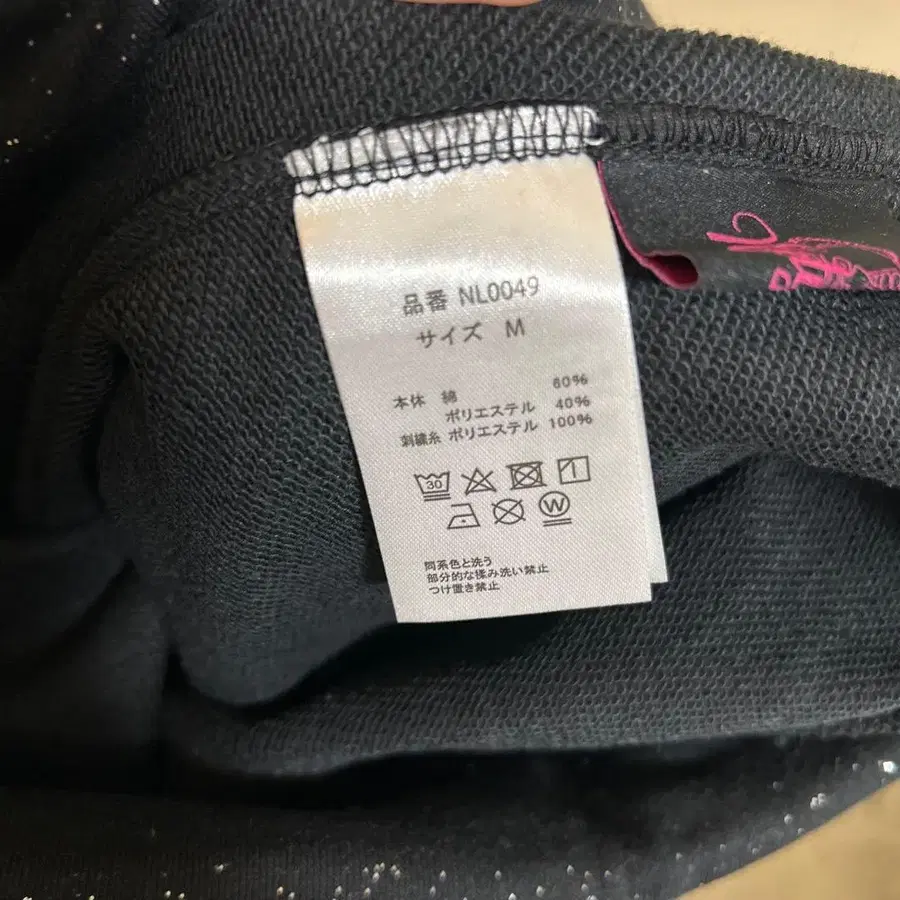 品番 NL0049
サイズ M
本体 綿 60%
ポリエステル 40%
刺繍糸 ポリエステル 100%
30
W
同系色と洗う
部分的な揉み洗い禁止
つけ置き禁止